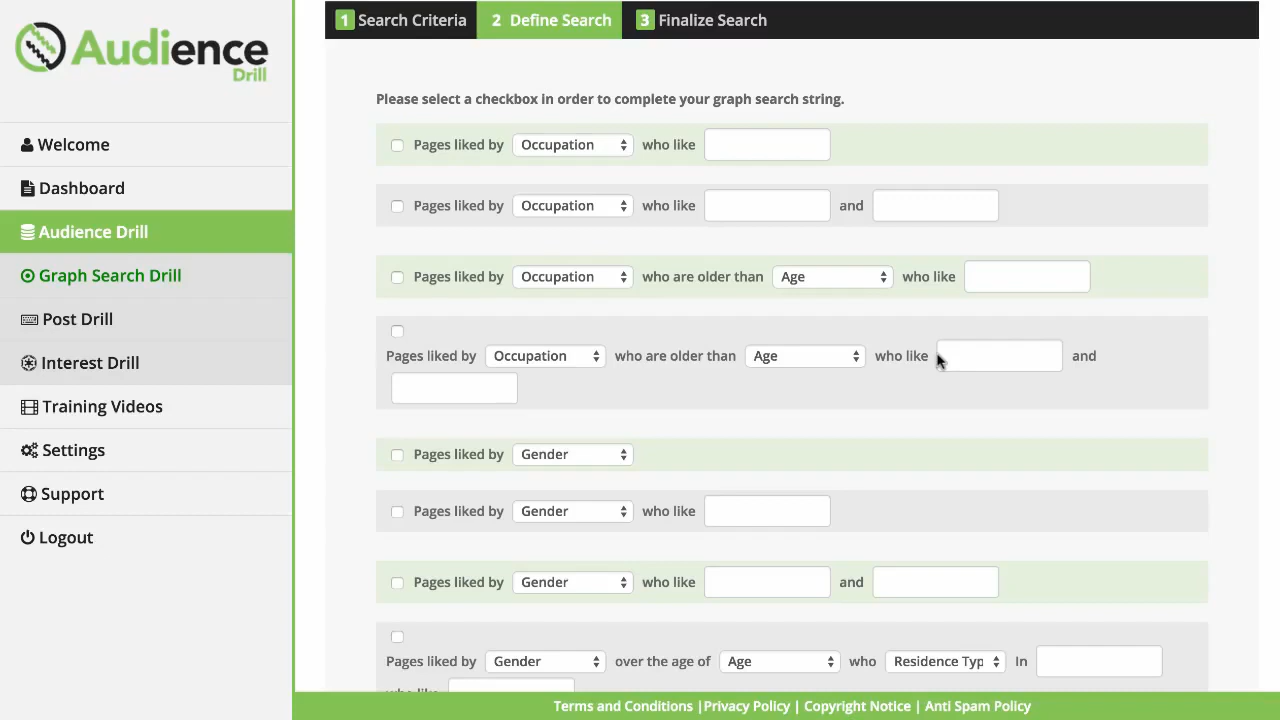 Audience
Drill
Welcome
Dashboard
Audience Drill
Graph Search Drill
Post Drill
Interest Drill
Training Videos
Settings
Support
Logout
1 Search Criteria 2 Define Search 3 Finalize Search
Please select a checkbox in order to complete your graph search string.
Pages liked by Occupation who like
Pages liked by Occupation who like and
Pages liked by Occupation who are older than Age who like
Pages liked by Occupation who are older than Age who like and
Pages liked by Gender
Pages liked by Gender who like
Pages liked by Gender who like and
Pages liked by Gender over the age of Age who Residence Typ In
who like
Terms and Conditions |Privacy Policy | Copyright Notice | Anti Spam Policy